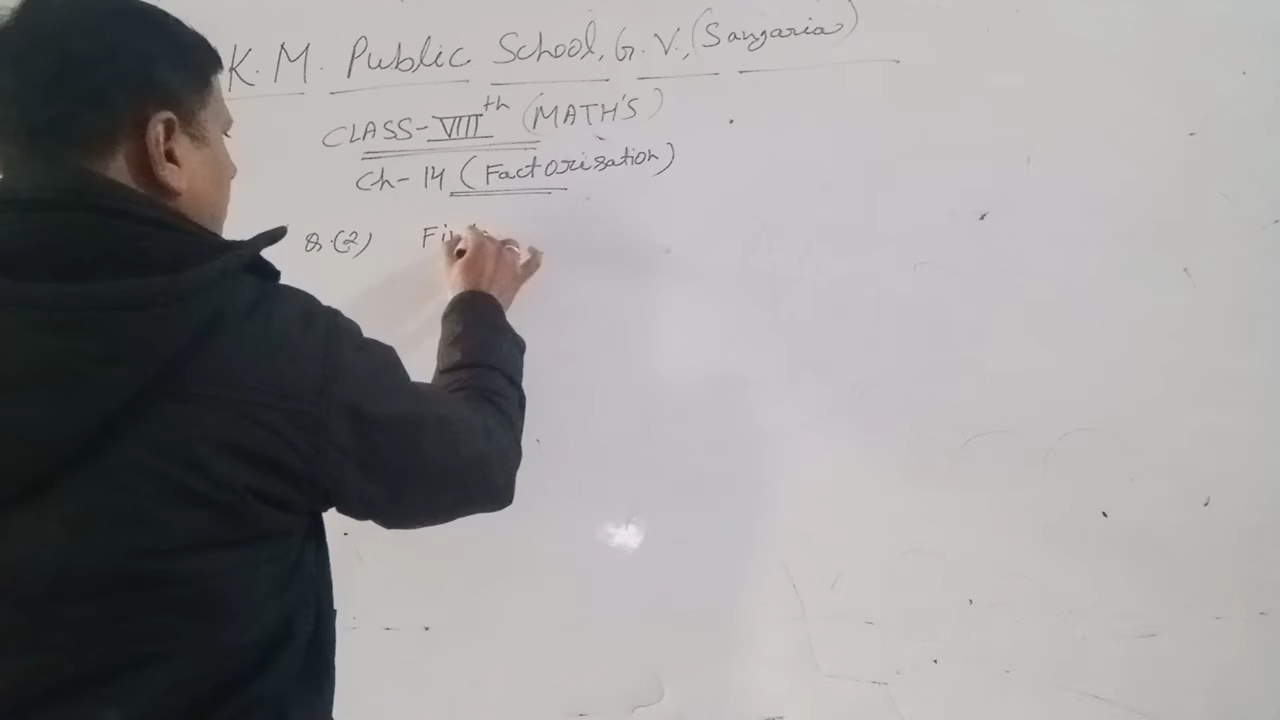 K. M. Public School, G. V., (Sangaria)
CLASS-VIIIth (MATH'S)
Ch-14 (Factorisation)
Q.(2)